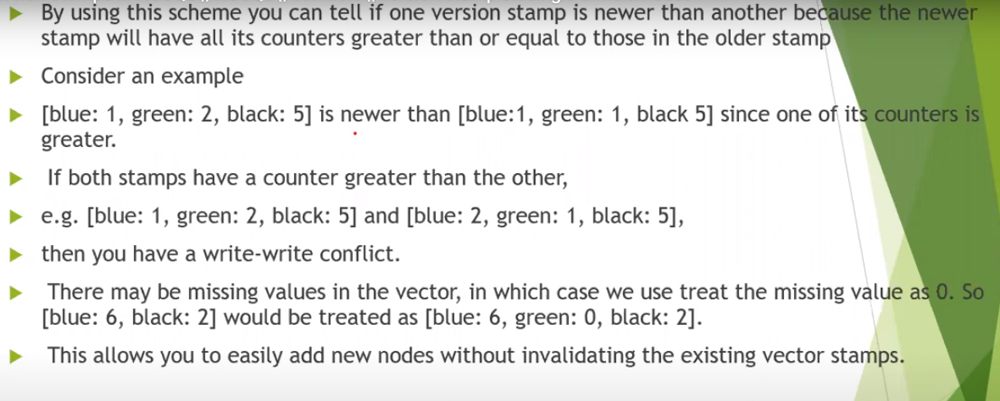 By using this scheme you can tell if one version stamp is newer than another because the newer
stamp will have all its counters greater than or equal to those in the older stamp
Consider an example
[blue: 1, green: 2, black: 5] is newer than [blue:1, green: 1, black 5] since one of its counters is
greater.
If both stamps have a counter greater than the other,
e.g. [blue: 1, green: 2, black: 5] and [blue: 2, green: 1, black: 5],
then you have a write-write conflict.
There may be missing values in the vector, in which case we use treat the missing value as 0. So
[blue: 6, black: 2] would be treated as [blue: 6, green: 0, black: 2].
This allows you to easily add new nodes without invalidating the existing vector stamps.